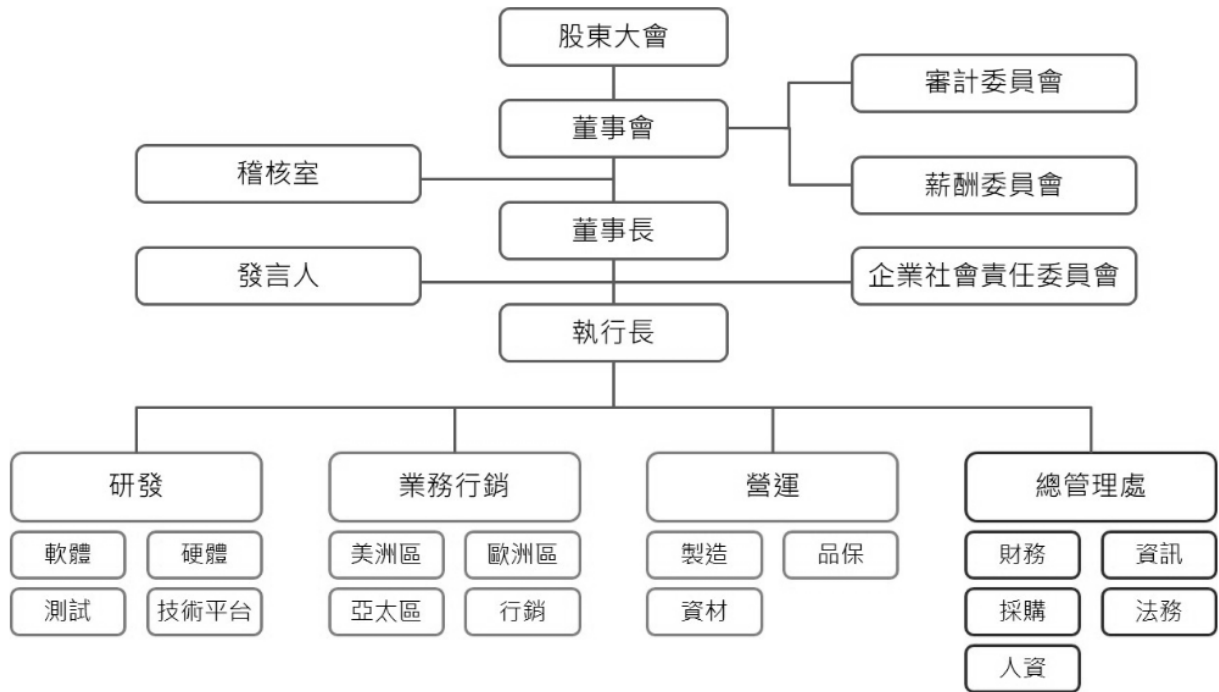 股東大會
審計委員會
董事會
稽核室
薪酬委員會
董事長
發言人
企業社會責任委員會
執行長
研發
業務行銷
營運
總管理處
軟體
硬體
美洲區
歐洲區
製造
品保
財務
資訊
測試
技術平台
亞太區
行銷
資材
採購
法務
人資